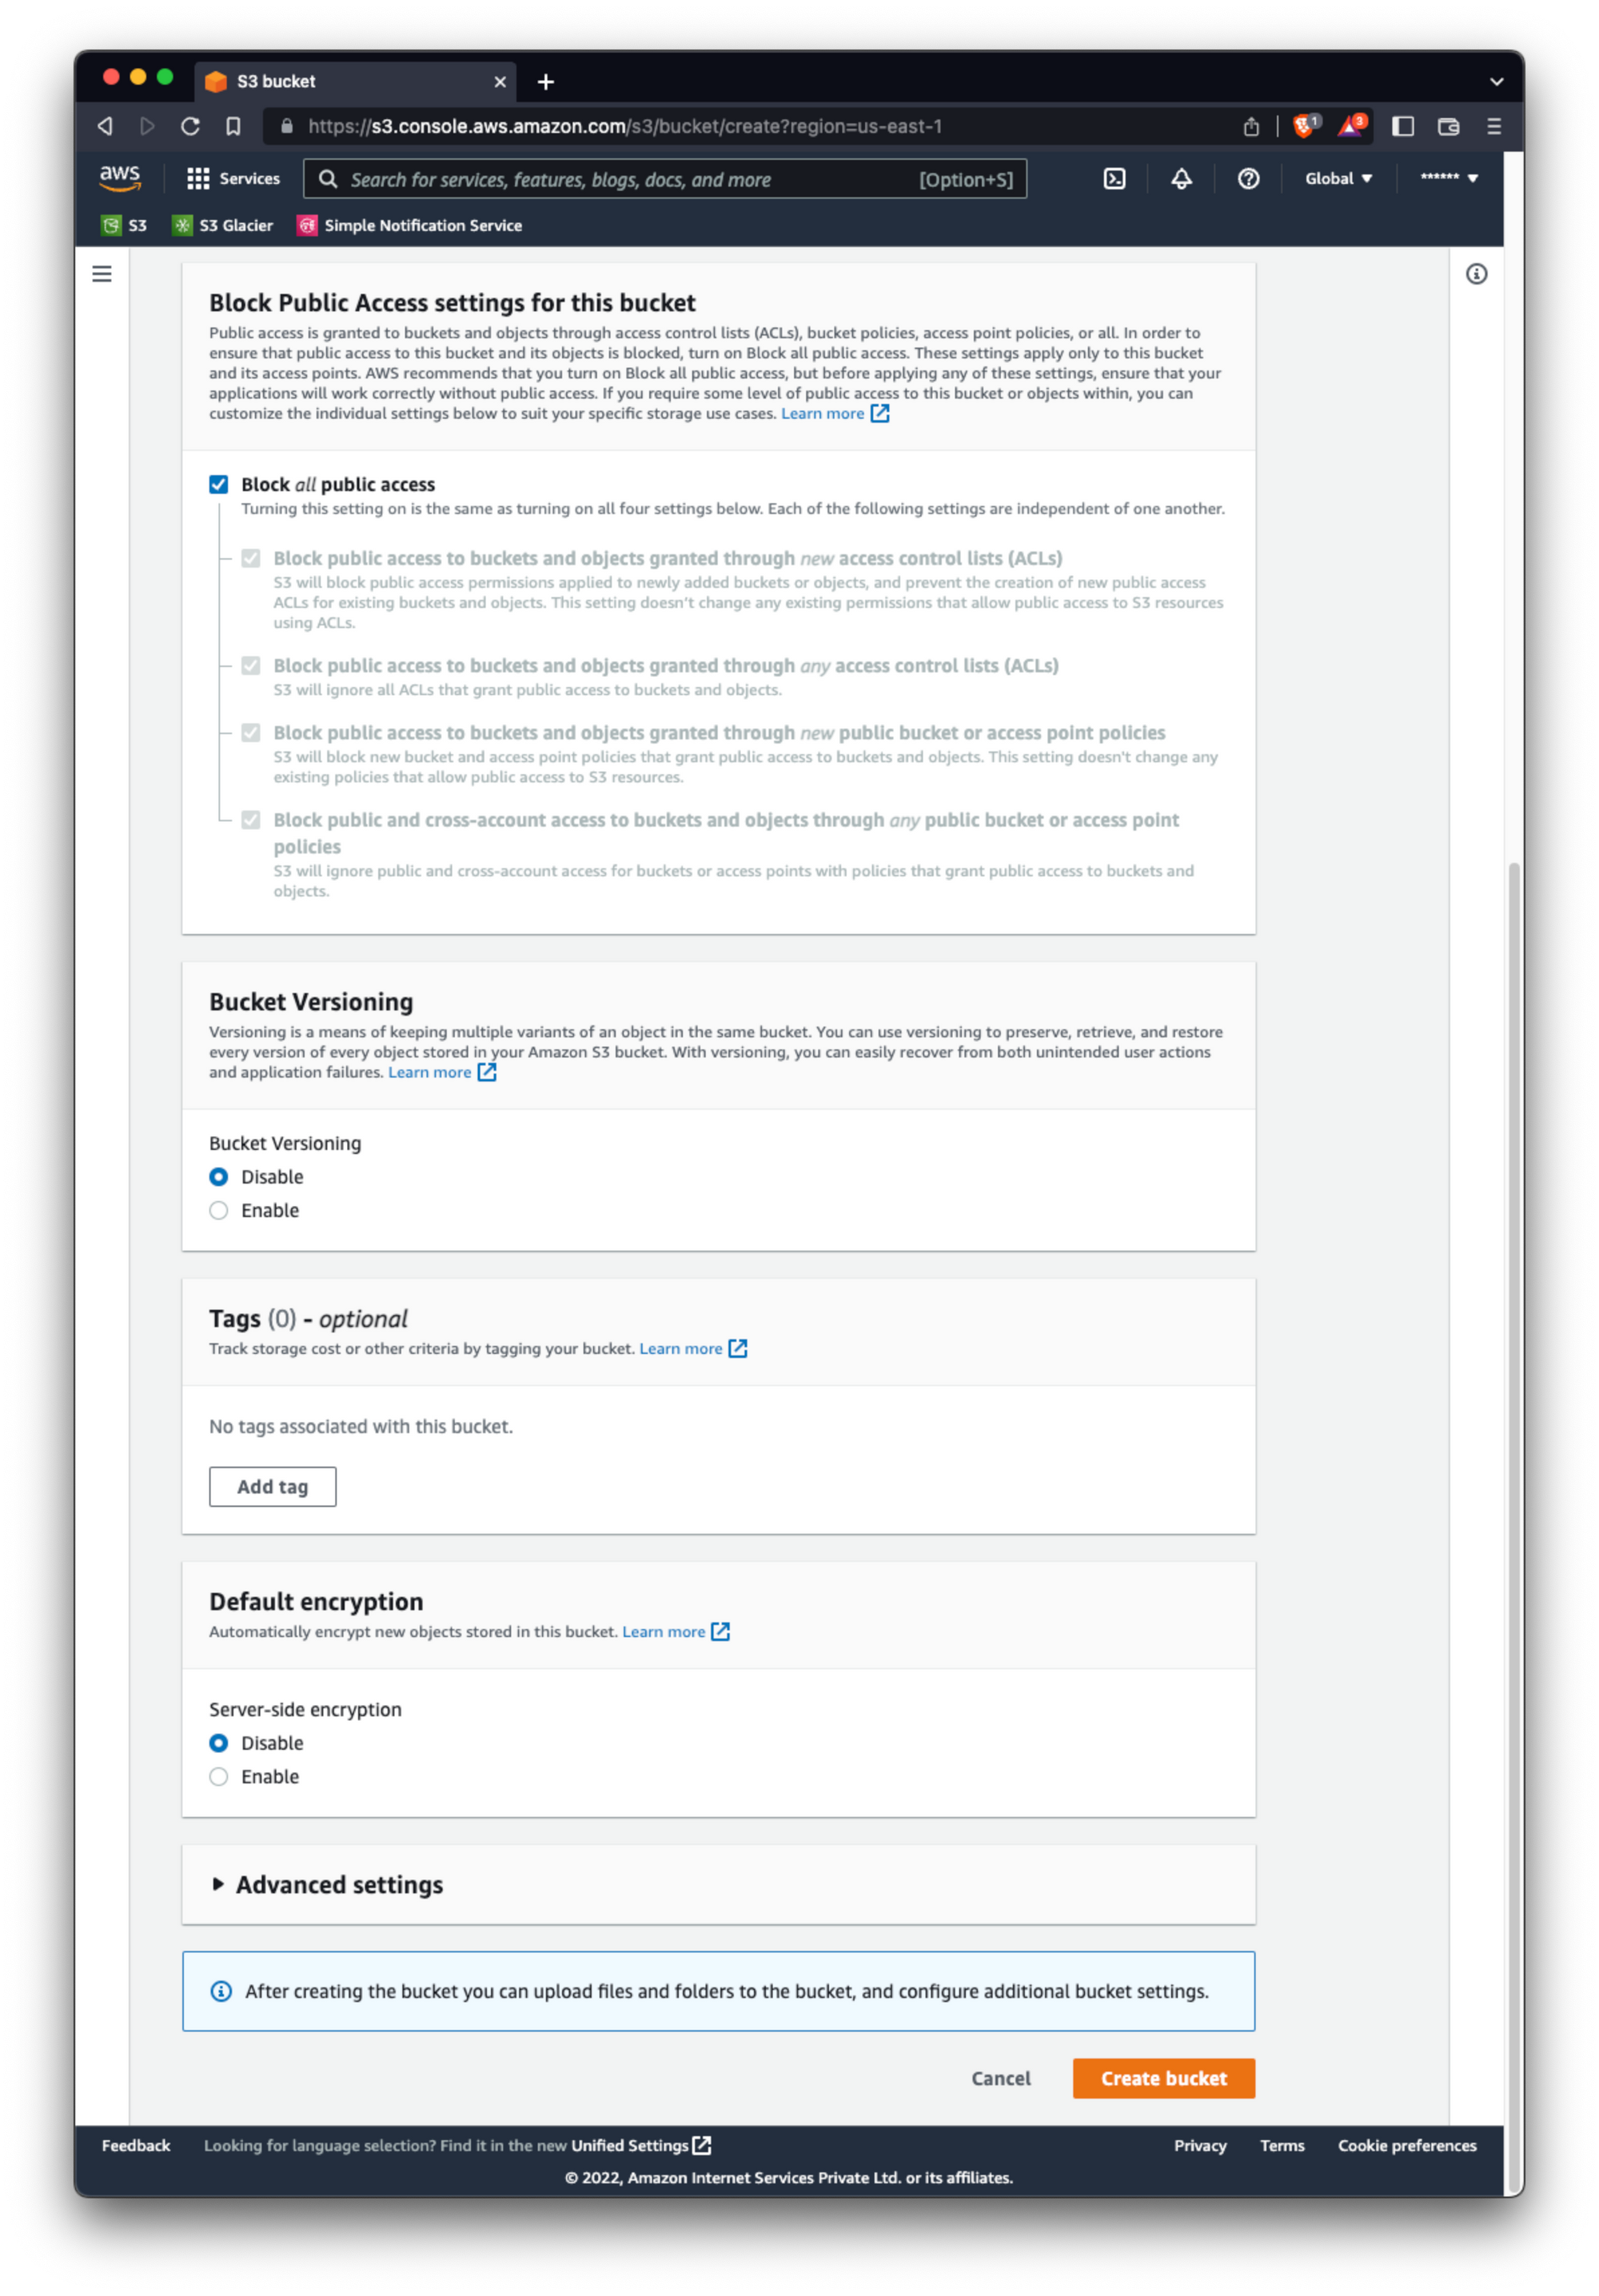 S3 bucket
https://s3.console.aws.amazon.com/s3/bucket/create?region=us-east-1
1
3
aws
Services
Search for services, features, blogs, docs, and more
[Option+S]
Global
******
S3
S3 Glacier
Simple Notification Service
Block Public Access settings for this bucket
Public access is granted to buckets and objects through access control lists (ACLs), bucket policies, access point policies, or all. In order to
ensure that public access to this bucket and its objects is blocked, turn on Block all public access. These settings apply only to this bucket
and its access points. AWS recommends that you turn on Block all public access, but before applying any of these settings, ensure that your
applications will work correctly without public access. If you require some level of public access to this bucket or objects within, you can
customize the individual settings below to suit your specific storage use cases. Learn more
Block all public access
Turning this setting on is the same as turning on all four settings below. Each of the following settings are independent of one another.
Block public access to buckets and objects granted through new access control lists (ACLs)
S3 will block public access permissions applied to newly added buckets or objects, and prevent the creation of new public access
ACLs for existing buckets and objects. This setting doesn't change any existing permissions that allow public access to S3 resources
using ACLs.
Block public access to buckets and objects granted through any access control lists (ACLs)
S3 will ignore all ACLs that grant public access to buckets and objects.
Block public access to buckets and objects granted through new public bucket or access point policies
S3 will block new bucket and access point policies that grant public access to buckets and objects. This setting doesn't change any
existing policies that allow public access to S3 resources.
Block public and cross-account access to buckets and objects through any public bucket or access point
policies
S3 will ignore public and cross-account access for buckets or access points with policies that grant public access to buckets and
objects.
Bucket Versioning
Versioning is a means of keeping multiple variants of an object in the same bucket. You can use versioning to preserve, retrieve, and restore
every version of every object stored in your Amazon S3 bucket. With versioning, you can easily recover from both unintended user actions
and application failures. Learn more
Bucket Versioning
Disable
Enable
Tags (0) - optional
Track storage cost or other criteria by tagging your bucket. Learn more
No tags associated with this bucket.
Add tag
Default encryption
Automatically encrypt new objects stored in this bucket. Learn more
Server-side encryption
Disable
Enable
Advanced settings
After creating the bucket you can upload files and folders to the bucket, and configure additional bucket settings.
Cancel
Create bucket
Feedback
Looking for language selection? Find it in the new Unified Settings
Privacy
Terms
Cookie preferences
© 2022, Amazon Internet Services Private Ltd. or its affiliates.